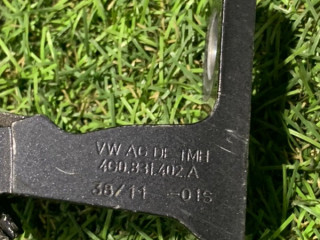 VW AG DE TMH
4G0.831.402.A
38/11 -01S